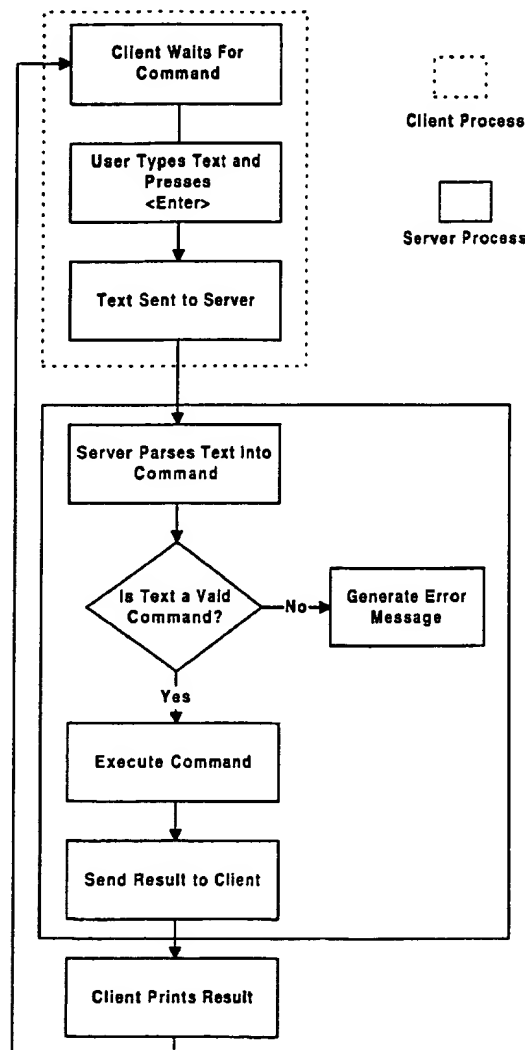 Client Waits For
Command
Client Process
User Types Text and
Presses
<Enter>
Server Process
Text Sent to Server
Server Parses Text Into
Command
Is Text a Vaid
Command?
No
Generate Error
Message
Yes
Execute Command
Send Result to Client
Client Prints Result